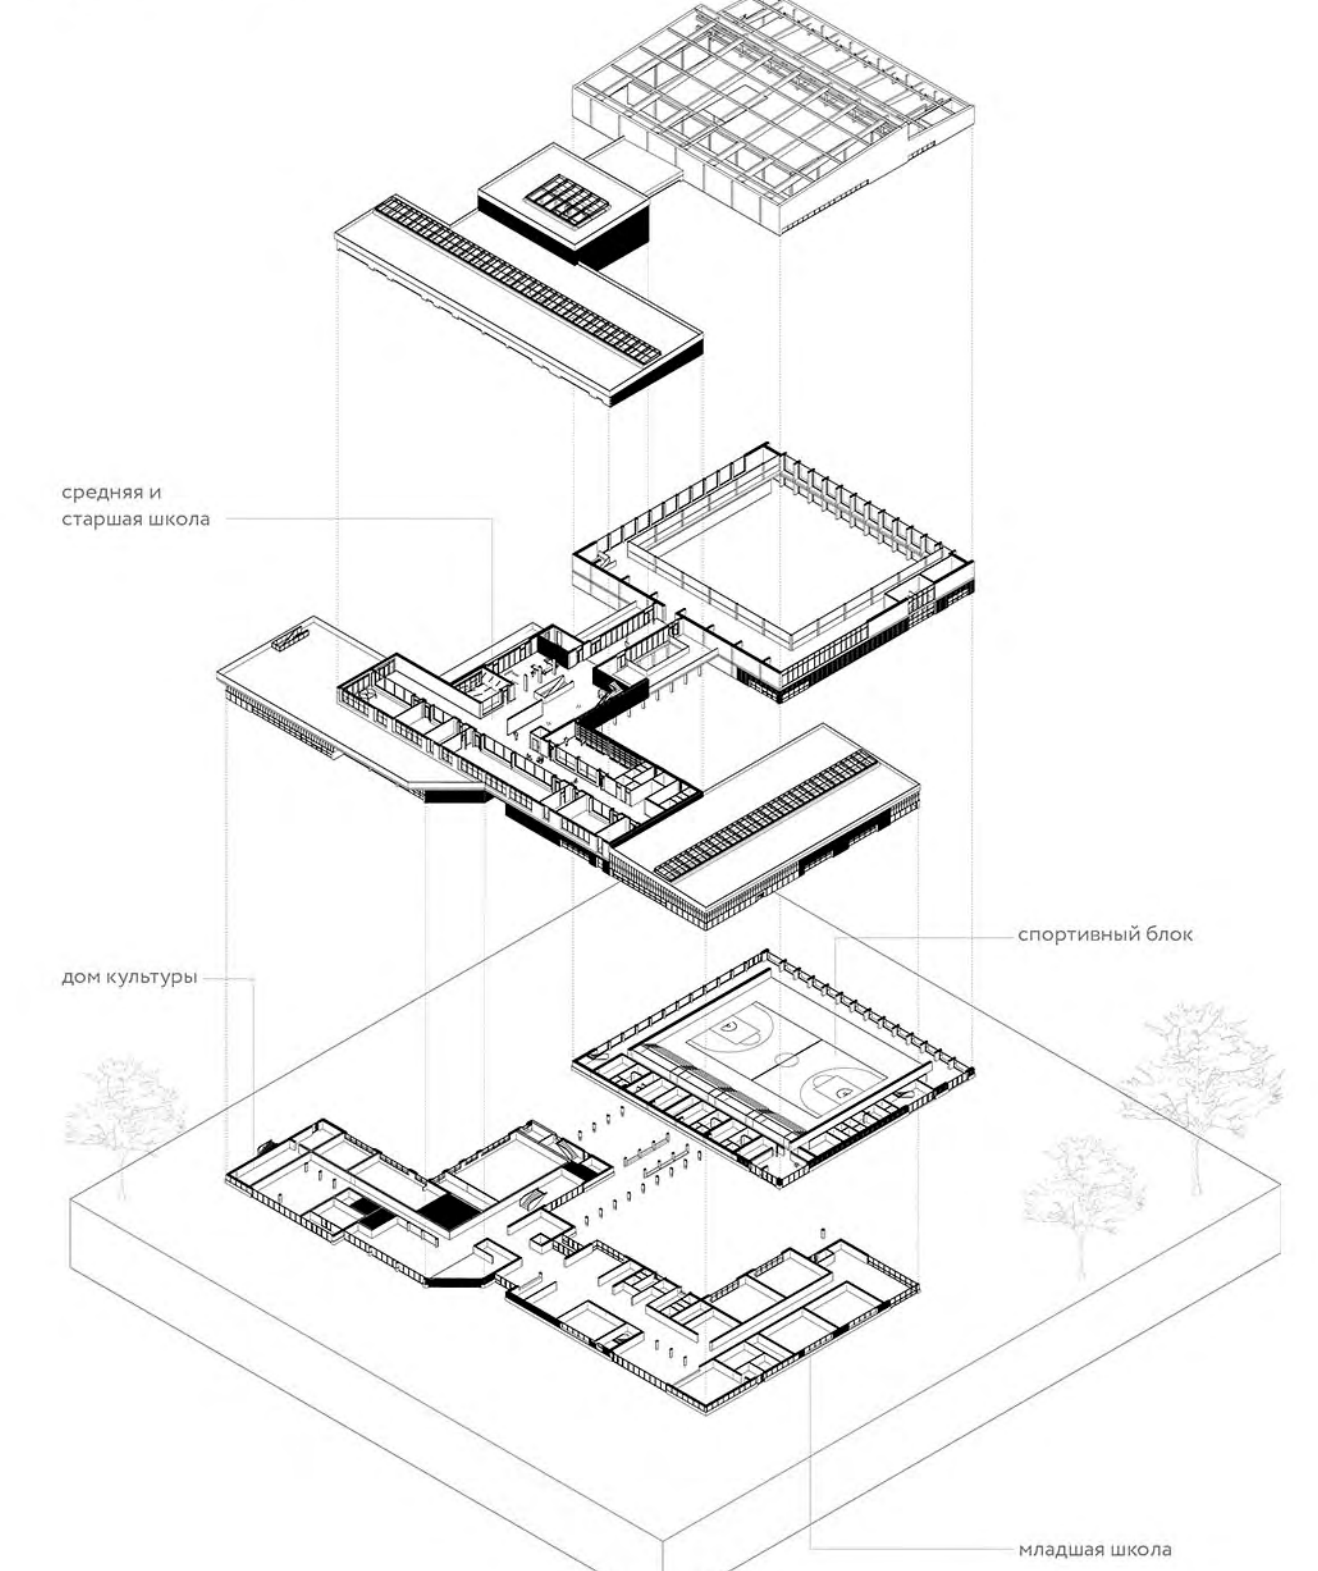 средняя и
старшая школа
спортивный блок
дом культуры
младшая школа